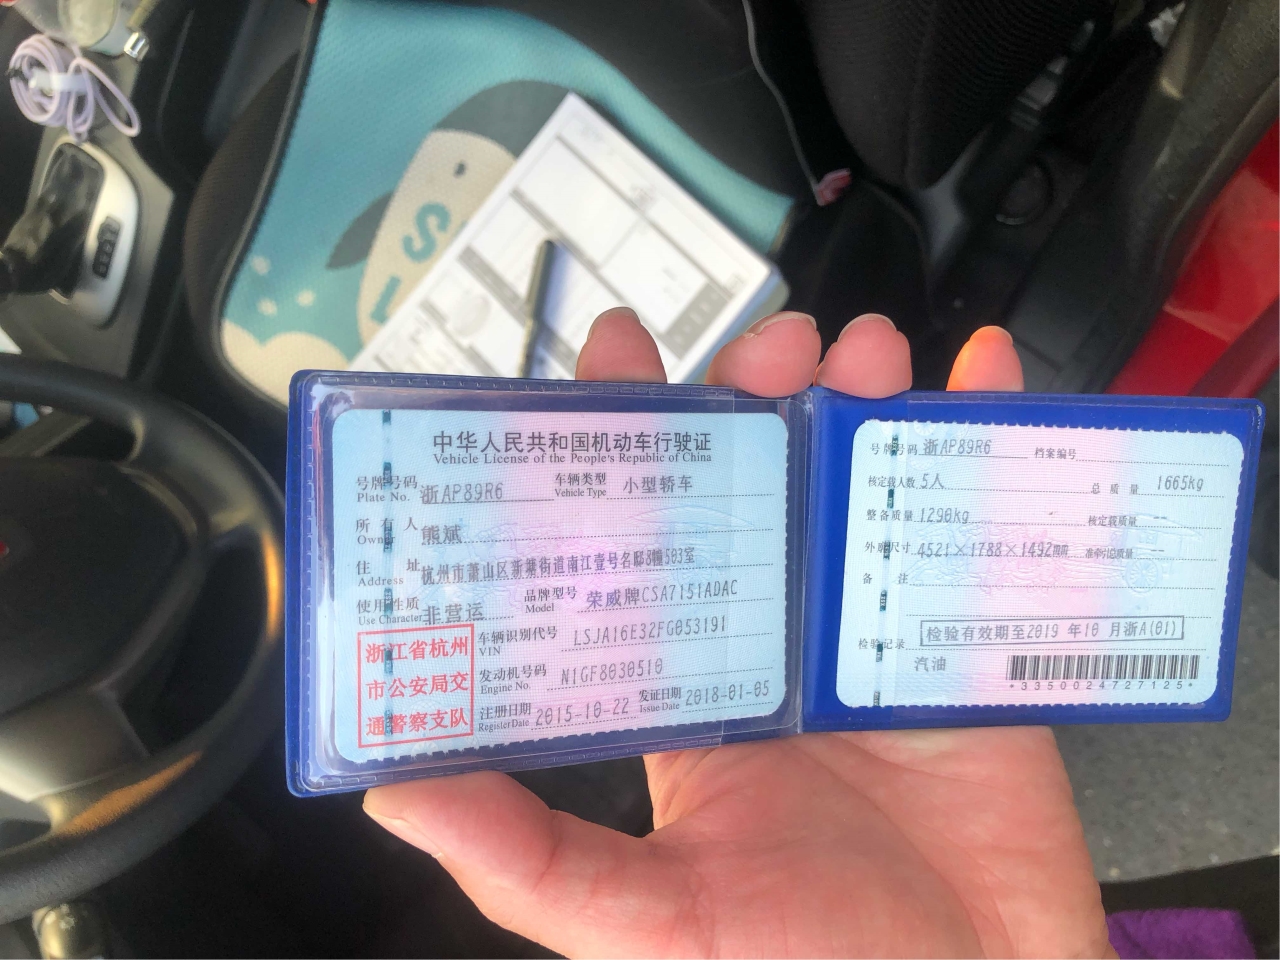 中华人民共和国机动车行驶证
Vehicle License of the People's Republic of China
号牌号码 浙AP89R6 车辆类型 小型轿车
Plate No. Vehicle Type
所有人 熊斌
Owner
住址 杭州市萧山区新塘街道南江壹号名邸8幢503室
Address
使用性质 非营运 品牌型号 荣威牌CSA7151ADAC
Use Character Model
浙江省杭州
市公安局交
通警察支队
车辆识别代号 LSJA16E32FG053191
VIN
发动机号码 N1GF8030510
Engine No.
注册日期 2015-10-22 发证日期 2018-01-05
Register Date Issue Date
号牌号码 浙AP89R6 档案编号
核定载人数 5人 总质量 1665kg
整备质量 1290kg 核定载质量 --
外廓尺寸 4521×1788×1492mm 准牵引总质量 --
备注
检验记录 检验有效期至2019年10月浙A(01)
汽油
*3350024727125*
S